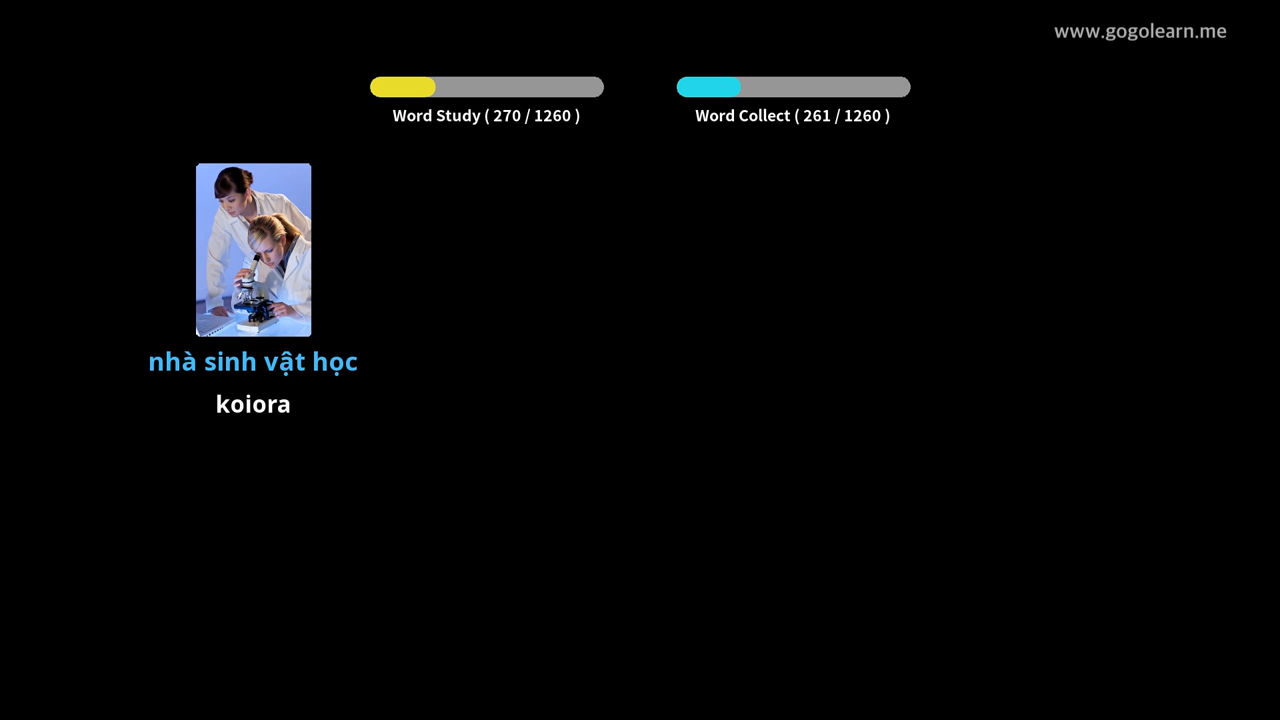 www.gogolearn.me
Word Study ( 270 / 1260 )
Word Collect ( 261 / 1260 )
nhà sinh vật học
koiora